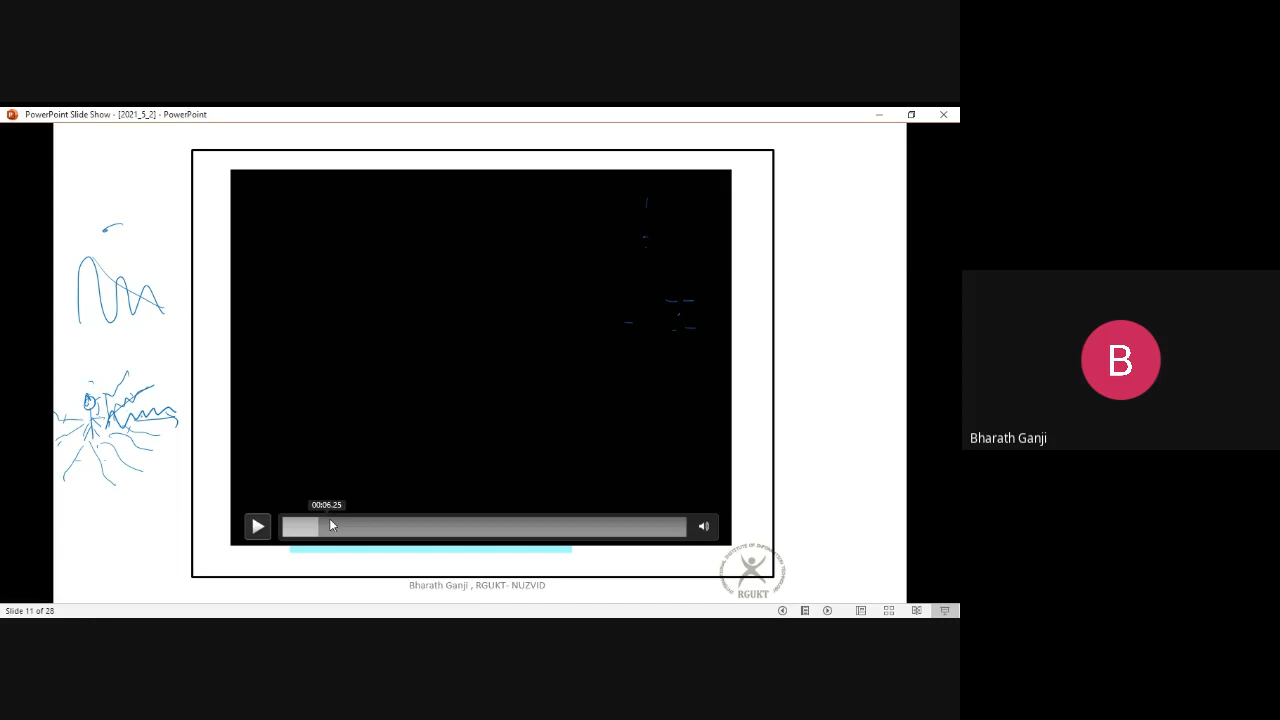 PowerPoint Slide Show - [2021_5_2] - PowerPoint
00:06.25
Bharath Ganji , RGUKT- NUZVID
RGUKT
Slide 11 of 28
B
Bharath Ganji